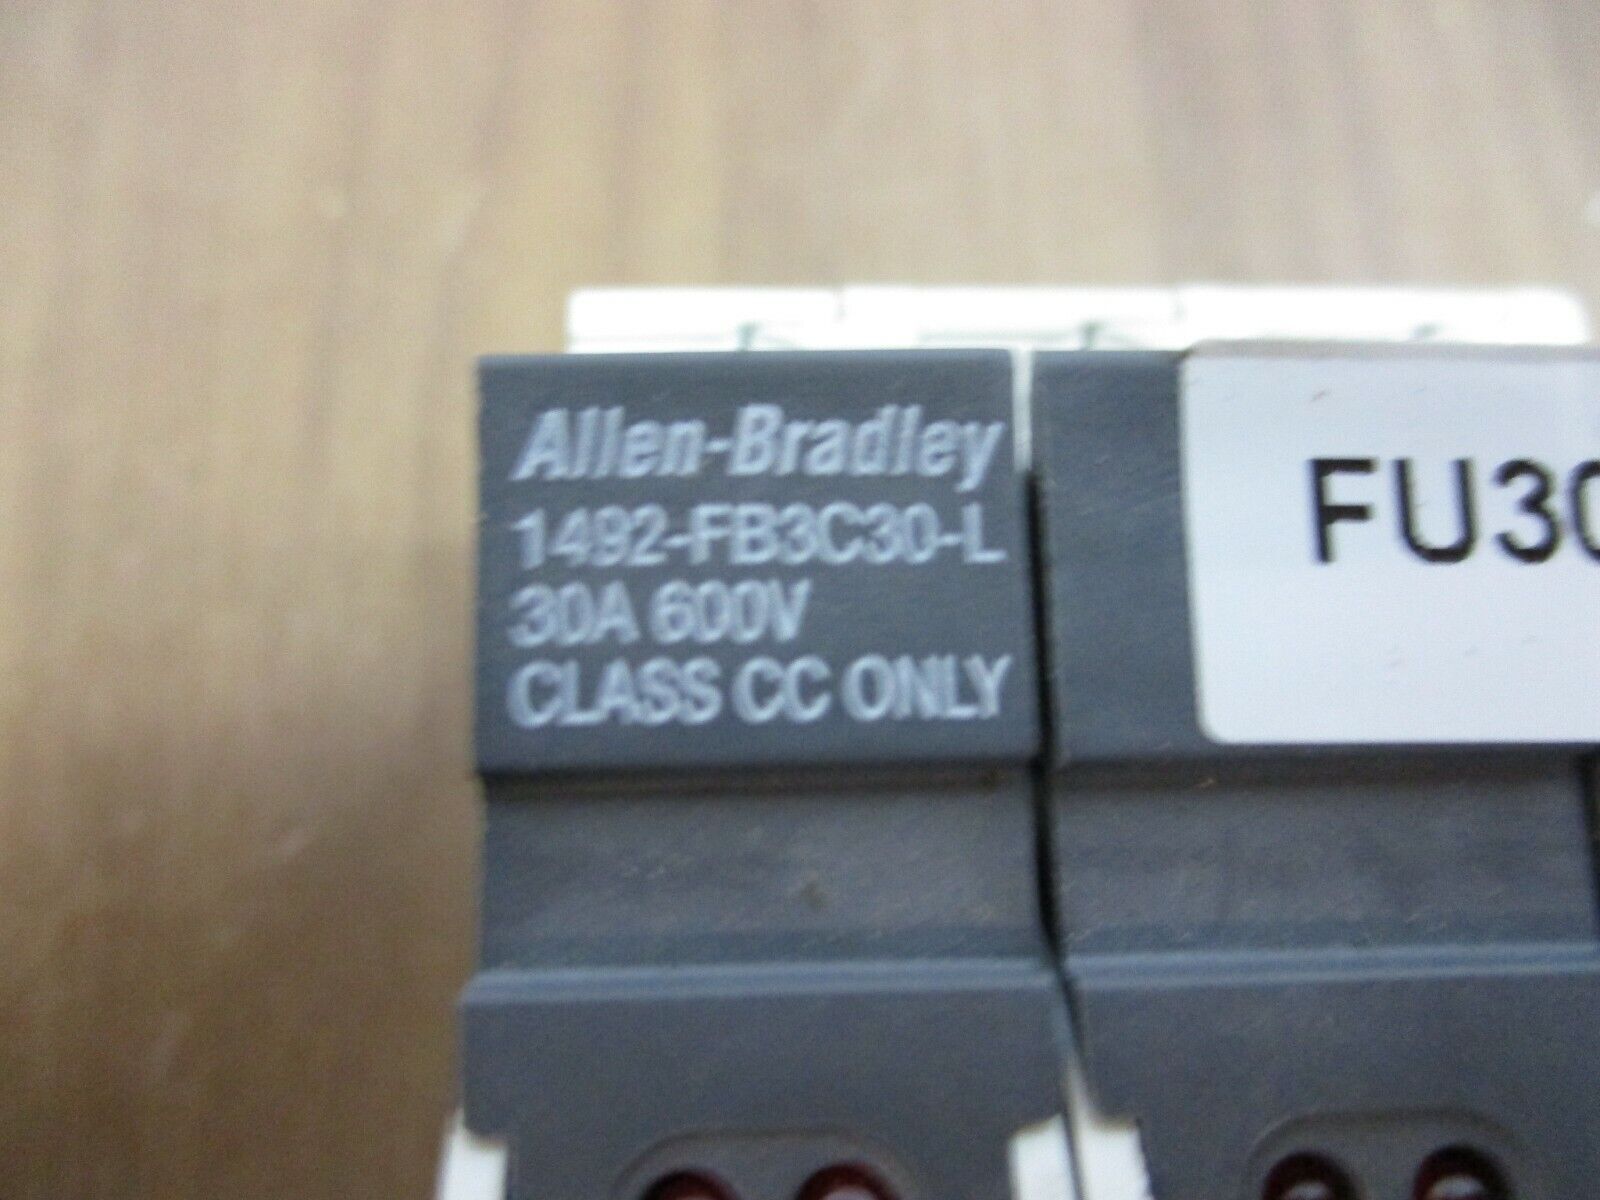 Allen-Bradley
1492-FB3C30-L
30A 600V
CLASS CC ONLY
FU30